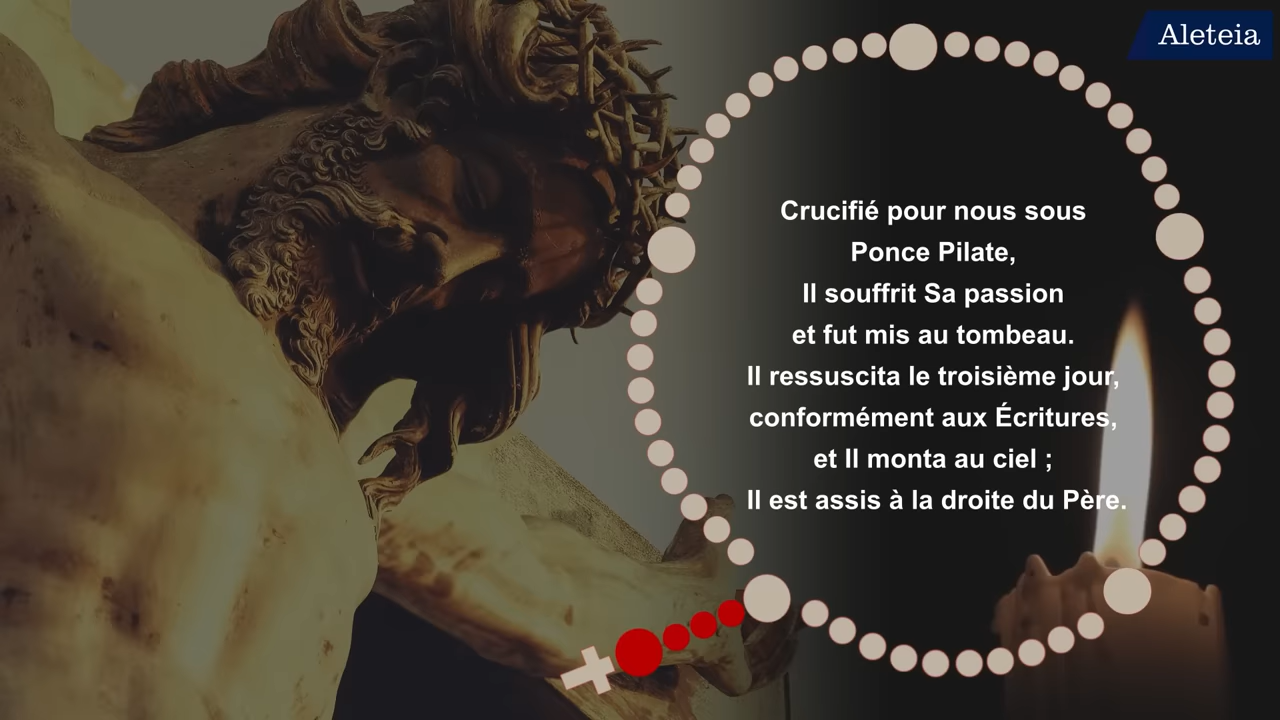 Aleteia
Crucifié pour nous sous
Ponce Pilate,
Il souffrit Sa passion
et fut mis au tombeau.
Il ressuscita le troisième jour,
conformément aux Écritures,
et Il monta au ciel ;
Il est assis à la droite du Père.